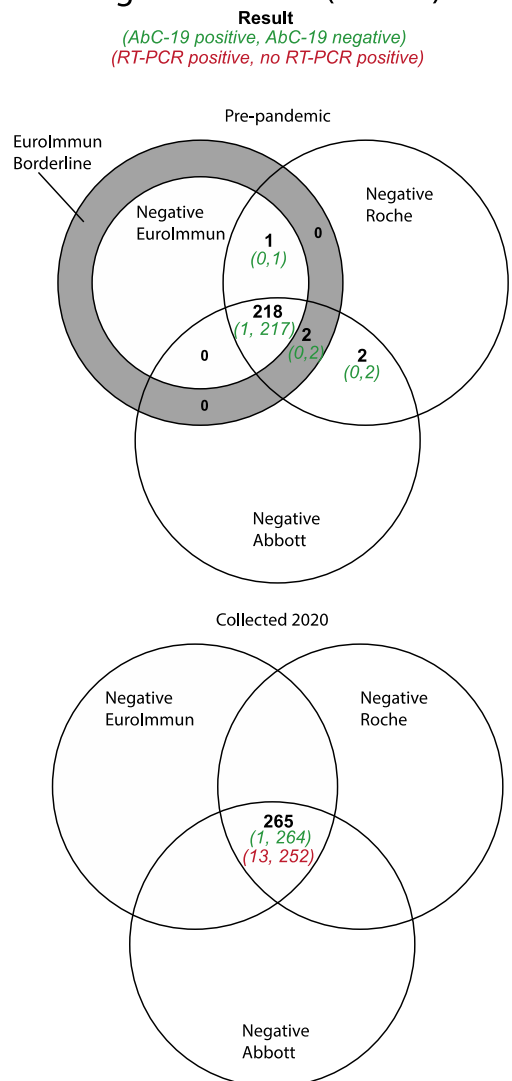 Result
(AbC-19 positive, AbC-19 negative)
(RT-PCR positive, no RT-PCR positive)
Pre-pandemic
EuroImmun
Borderline
Negative
EuroImmun
Negative
Roche
1
(0,1)
0
218
(1, 217)
2
(0,2)
2
(0,2)
0
0
Negative
Abbott
Collected 2020
Negative
EuroImmun
Negative
Roche
265
(1, 264)
(13, 252)
Negative
Abbott